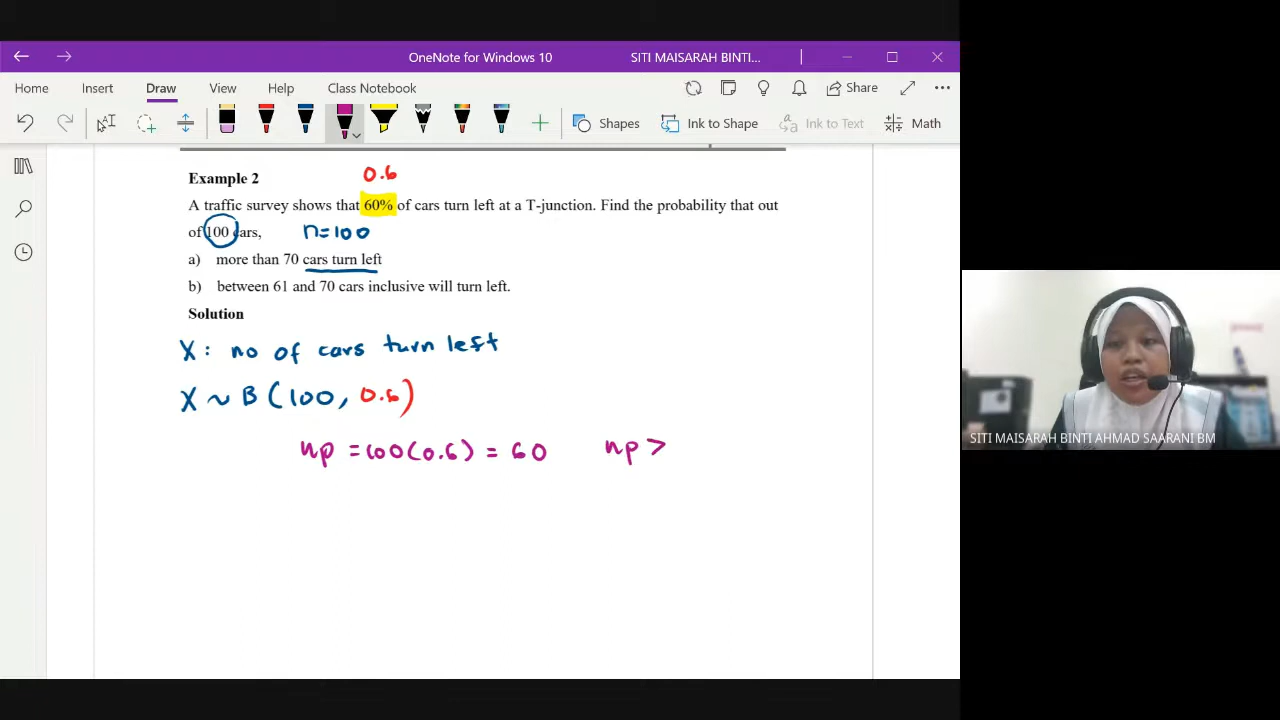 OneNote for Windows 10
SITI MAISARAH BINTI...
Home Insert Draw View Help Class Notebook Share
Shapes Ink to Shape Ink to Text Math
0.6
Example 2
A traffic survey shows that 60% of cars turn left at a T-junction. Find the probability that out
of 100 cars, n=100
a) more than 70 cars turn left
b) between 61 and 70 cars inclusive will turn left.
Solution
X: no of cars turn left
X ~ B(100, 0.6)
np = 100(0.6) = 60 np >
SITI MAISARAH BINTI AHMAD SAARANI BM